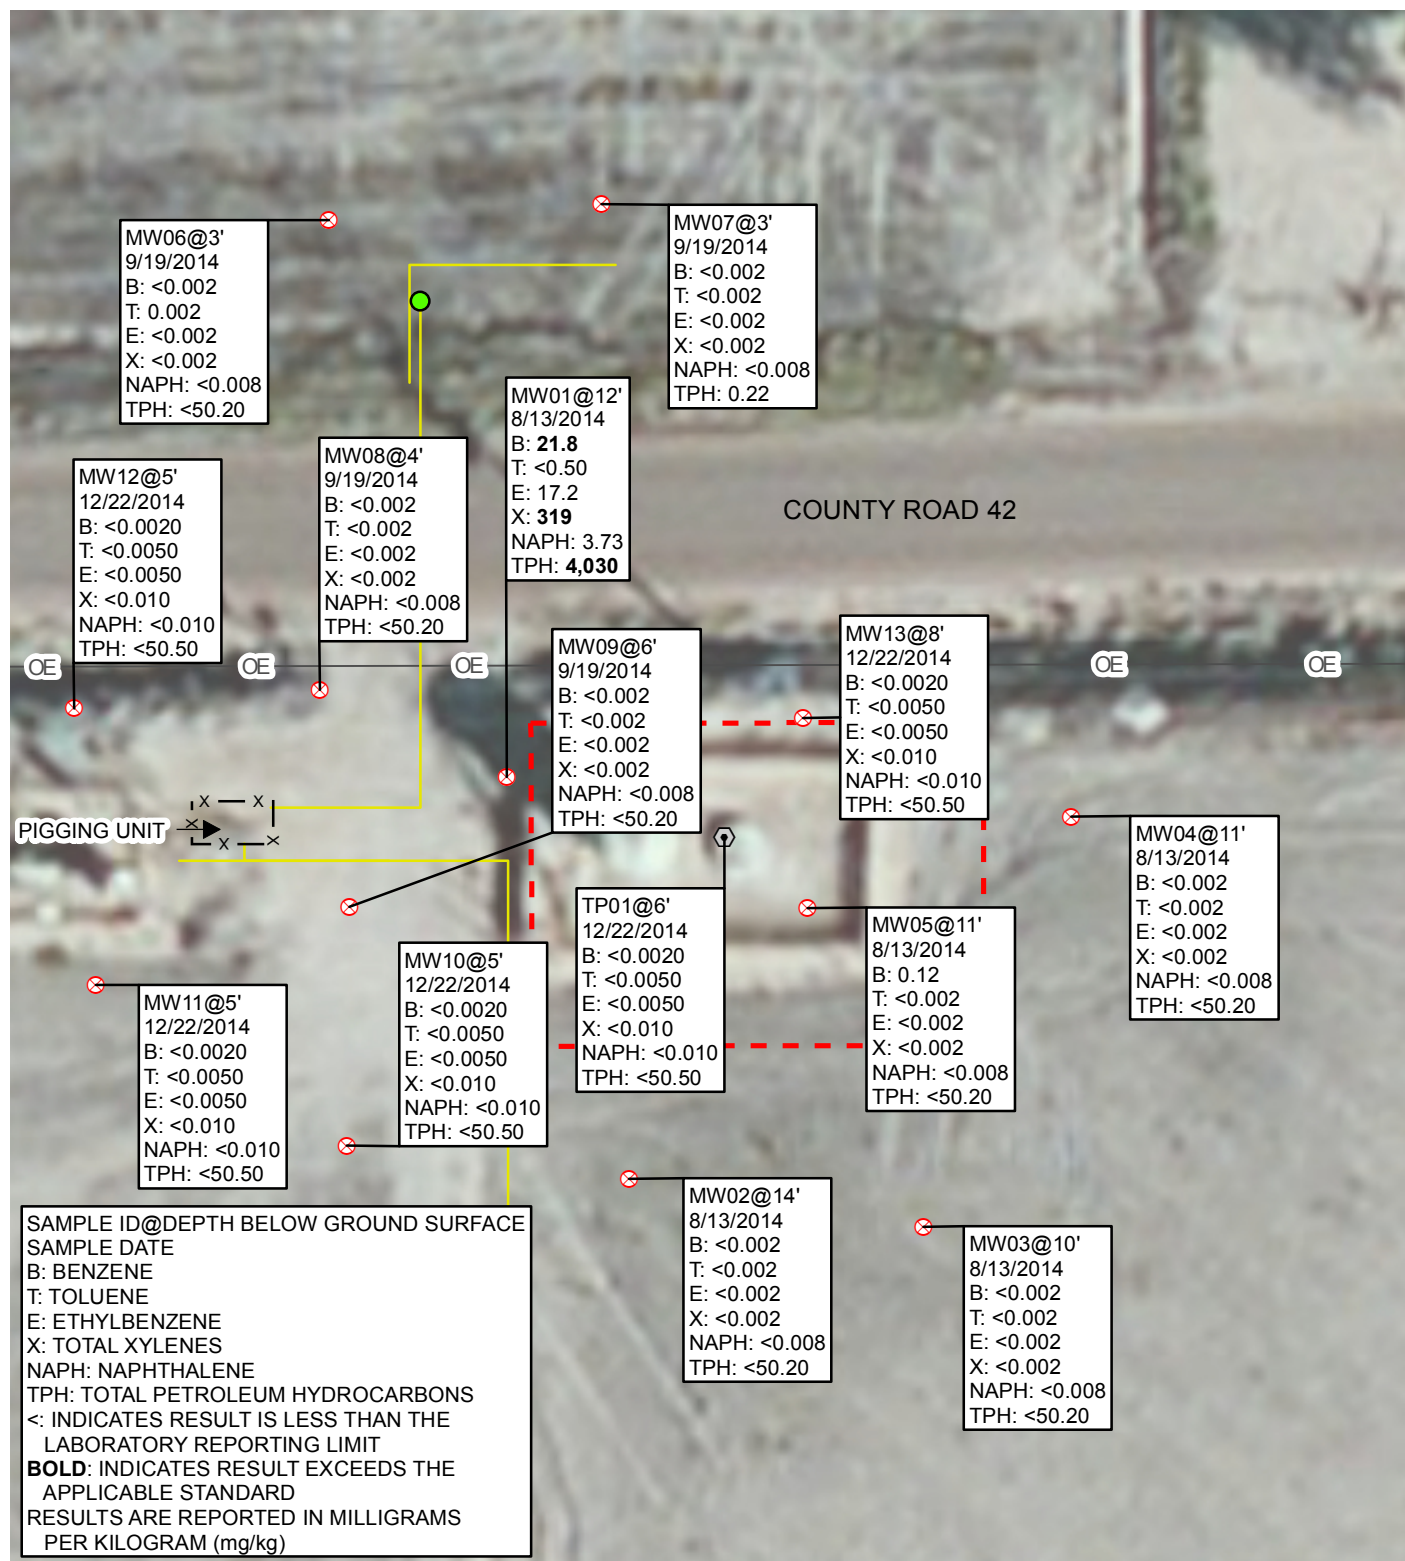 MW06@3'
9/19/2014
B: <0.002
T: 0.002
E: <0.002
X: <0.002
NAPH: <0.008
TPH: <50.20
MW07@3'
9/19/2014
B: <0.002
T: <0.002
E: <0.002
X: <0.002
NAPH: <0.008
TPH: 0.22
MW01@12'
8/13/2014
B: 21.8
T: <0.50
E: 17.2
X: 319
NAPH: 3.73
TPH: 4,030
MW08@4'
9/19/2014
B: <0.002
T: <0.002
E: <0.002
X: <0.002
NAPH: <0.008
TPH: <50.20
MW12@5'
12/22/2014
B: <0.0020
T: <0.0050
E: <0.0050
X: <0.010
NAPH: <0.010
TPH: <50.50
COUNTY ROAD 42
OE
OE
OE
OE
OE
MW09@6'
9/19/2014
B: <0.002
T: <0.002
E: <0.002
X: <0.002
NAPH: <0.008
TPH: <50.20
MW13@8'
12/22/2014
B: <0.0020
T: <0.0050
E: <0.0050
X: <0.010
NAPH: <0.010
TPH: <50.50
X X
X
X X
PIGGING UNIT
MW04@11'
8/13/2014
B: <0.002
T: <0.002
E: <0.002
X: <0.002
NAPH: <0.008
TPH: <50.20
TP01@6'
12/22/2014
B: <0.0020
T: <0.0050
E: <0.0050
X: <0.010
NAPH: <0.010
TPH: <50.50
MW05@11'
8/13/2014
B: 0.12
T: <0.002
E: <0.002
X: <0.002
NAPH: <0.008
TPH: <50.20
MW10@5'
12/22/2014
B: <0.0020
T: <0.0050
E: <0.0050
X: <0.010
NAPH: <0.010
TPH: <50.50
MW11@5'
12/22/2014
B: <0.0020
T: <0.0050
E: <0.0050
X: <0.010
NAPH: <0.010
TPH: <50.50
MW02@14'
8/13/2014
B: <0.002
T: <0.002
E: <0.002
X: <0.002
NAPH: <0.008
TPH: <50.20
MW03@10'
8/13/2014
B: <0.002
T: <0.002
E: <0.002
X: <0.002
NAPH: <0.008
TPH: <50.20
SAMPLE ID@DEPTH BELOW GROUND SURFACE
SAMPLE DATE
B: BENZENE
T: TOLUENE
E: ETHYLBENZENE
X: TOTAL XYLENES
NAPH: NAPHTHALENE
TPH: TOTAL PETROLEUM HYDROCARBONS
<: INDICATES RESULT IS LESS THAN THE
LABORATORY REPORTING LIMIT
BOLD: INDICATES RESULT EXCEEDS THE
APPLICABLE STANDARD
RESULTS ARE REPORTED IN MILLIGRAMS
PER KILOGRAM (mg/kg)